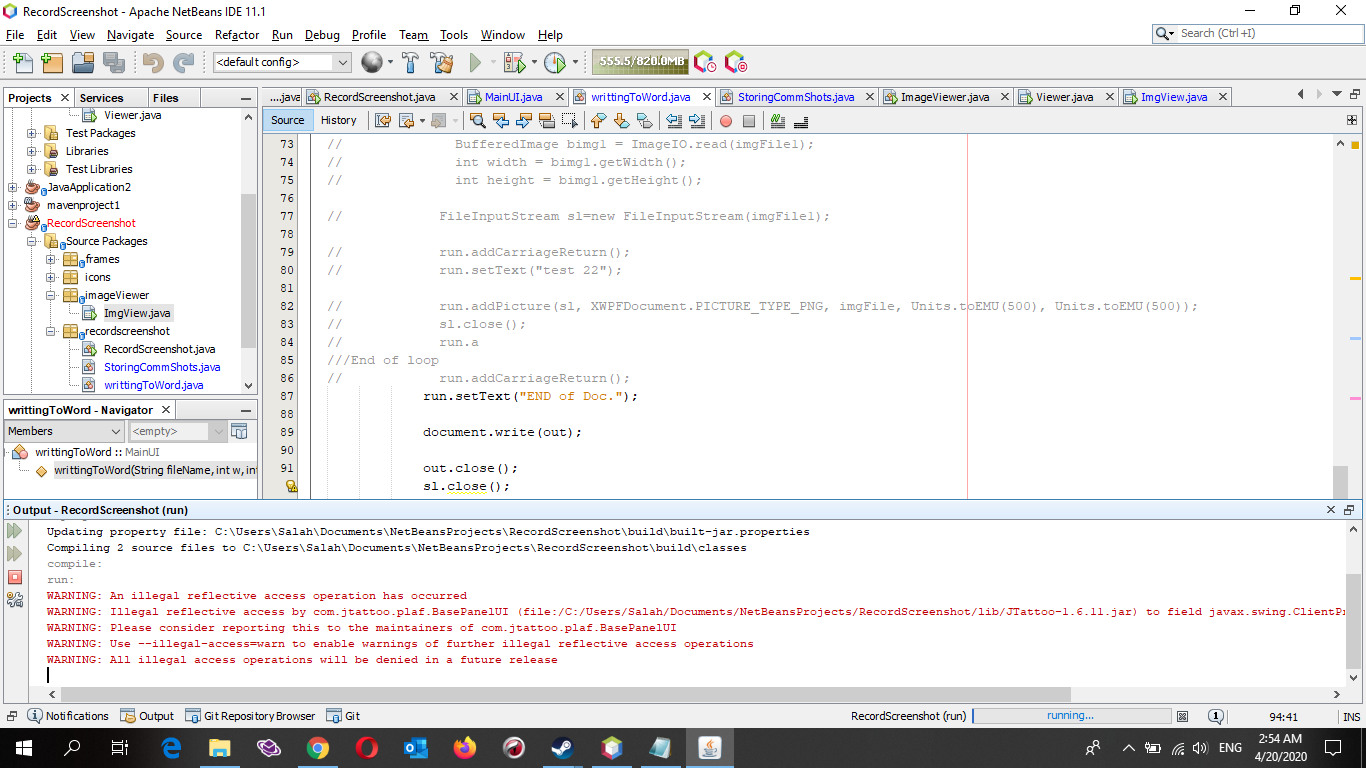 RecordScreenshot - Apache NetBeans IDE 11.1
File Edit View Navigate Source Refactor Run Debug Profile Team Tools Window Help
Search (Ctrl+I)
<default config>
555.5/820.0MB
Projects Services Files
Viewer.java
Test Packages
Libraries
Test Libraries
JavaApplication2
mavenproject1
RecordScreenshot
Source Packages
frames
icons
imageViewer
ImgView.java
recordscreenshot
RecordScreenshot.java
StoringCommShots.java
writtingToWord.java
writtingToWord - Navigator
Members <empty>
writtingToWord :: MainUI
writtingToWord(String fileName, int w, int
....java RecordScreenshot.java MainUI.java writtingToWord.java StoringCommShots.java ImageViewer.java Viewer.java ImgView.java
Source History
73 // BufferedImage bimg1 = ImageIO.read(imgFile1);
74 // int width = bimg1.getWidth();
75 // int height = bimg1.getHeight();
76
77 // FileInputStream sl=new FileInputStream(imgFile1);
78
79 // run.addCarriageReturn();
80 // run.setText("test 22");
81
82 // run.addPicture(sl, XWPFDocument.PICTURE_TYPE_PNG, imgFile, Units.toEMU(500), Units.toEMU(500));
83 // sl.close();
84 // run.a
85 ///End of loop
86 // run.addCarriageReturn();
87 run.setText("END of Doc.");
88
89 document.write(out);
90
91 out.close();
sl.close();
Output - RecordScreenshot (run)
Updating property file: C:\Users\Salah\Documents\NetBeansProjects\RecordScreenshot\build\built-jar.properties
Compiling 2 source files to C:\Users\Salah\Documents\NetBeansProjects\RecordScreenshot\build\classes
compile:
run:
WARNING: An illegal reflective access operation has occurred
WARNING: Illegal reflective access by com.jtattoo.plaf.BasePanelUI (file:/C:/Users/Salah/Documents/NetBeansProjects/RecordScreenshot/lib/JTattoo-1.6.11.jar) to field javax.swing.ClientP
WARNING: Please consider reporting this to the maintainers of com.jtattoo.plaf.BasePanelUI
WARNING: Use --illegal-access=warn to enable warnings of further illegal reflective access operations
WARNING: All illegal access operations will be denied in a future release
Notifications Output Git Repository Browser Git
RecordScreenshot (run) running... 94:41 INS
ENG
2:54 AM
4/20/2020